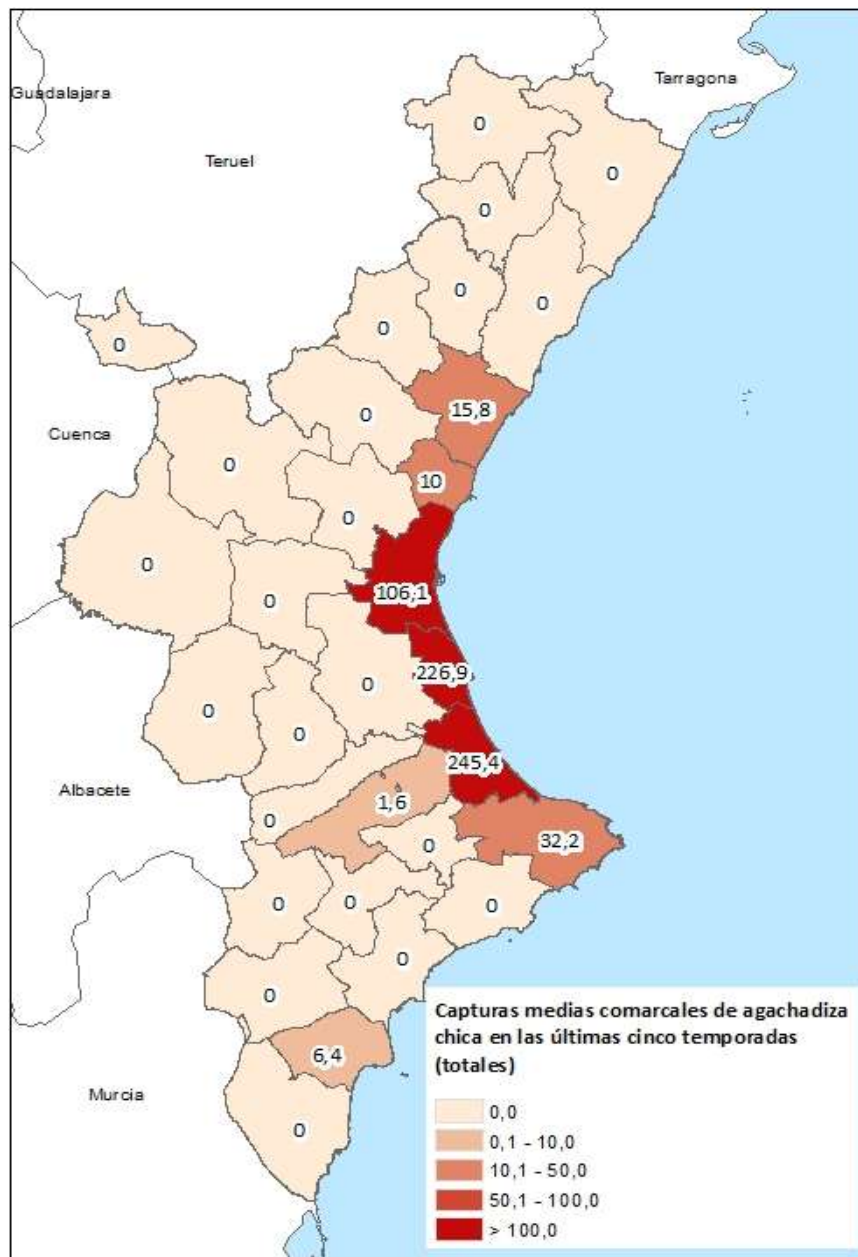 Tarragona
Guadalajara
0
Teruel
0
0
0
0
0
0
15,8
Cuenca
0
0
10
0
0
106,1
0
226,9
0
0
0
245,4
Albacete
1,6
0
32,2
0
0
0
0
0
0
Capturas medias comarcales de agachadiza
chica en las últimas cinco temporadas
(totales)
6,4
Murcia
0
0,0
0,1 - 10,0
10,1 - 50,0
50,1 - 100,0
> 100,0